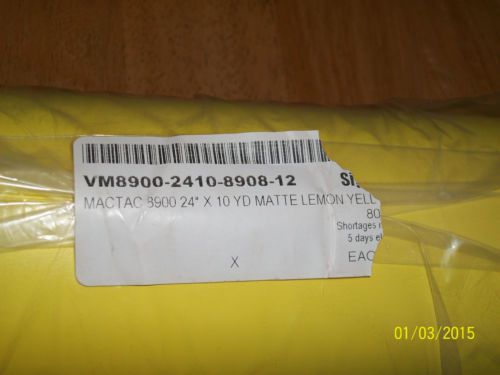 VM8900-2410-8908-12
MACTAC 8900 24" X 10 YD MATTE LEMON YELL
80
Shortages
5 days
EAC
X
01/03/2015